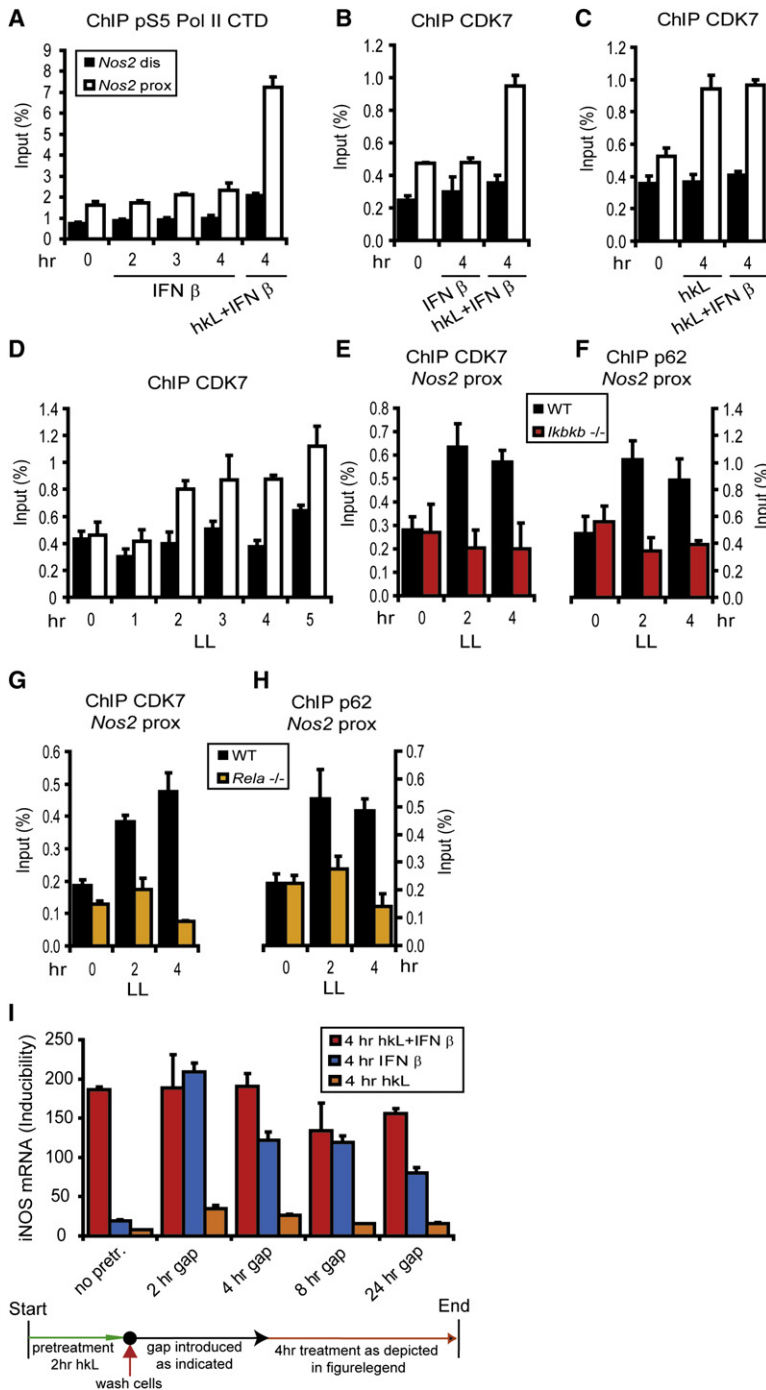 A
ChIP pS5 Pol II CTD
Nos2 dis
Nos2 prox
Input (%)
9
8
7
6
5
4
3
2
1
0
hr 0 2 3 4 4
IFN β
hkL+IFN β
B
ChIP CDK7
Input (%)
1.2
1.0
0.8
0.6
0.4
0.2
0.0
hr 0 4 4
IFN β
hkL+IFN β
C
ChIP CDK7
Input (%)
1.2
1.0
0.8
0.6
0.4
0.2
0.0
hr 0 4 4
hkL
hkL+IFN β
D
ChIP CDK7
Input (%)
1.4
1.2
1
0.8
0.6
0.4
0.2
0
hr 0 1 2 3 4 5
LL
E
ChIP CDK7
Nos2 prox
Input (%)
0.8
0.7
0.6
0.5
0.4
0.3
0.2
0.1
0.0
hr 0 2 4
LL
WT
Ikbkb -/-
F
ChIP p62
Nos2 prox
1.4
1.2
1.0
0.8
0.6
0.4
0.2
0.0
Input (%)
0 2 4 hr
LL
G
ChIP CDK7
Nos2 prox
Input (%)
0.6
0.5
0.4
0.3
0.2
0.1
0.0
hr 0 2 4
LL
WT
Rela -/-
H
ChIP p62
Nos2 prox
0.7
0.6
0.5
0.4
0.3
0.2
0.1
0.0
Input (%)
0 2 4 hr
LL
I
iNOS mRNA (Inducibility)
250
200
150
100
50
0
4 hr hkL+IFN β
4 hr IFN β
4 hr hkL
no pretr.
2 hr gap
4 hr gap
8 hr gap
24 hr gap
Start
End
pretreatment
2hr hkL
gap introduced
as indicated
4hr treatment as depicted
in figurelegend
wash cells